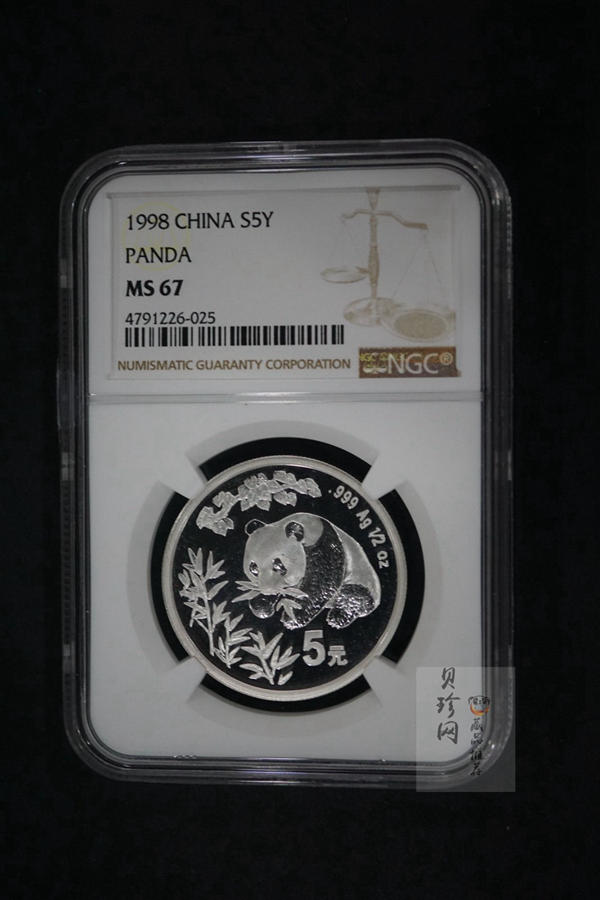 1998 CHINA S5Y
PANDA
MS 67
4791226-025
NUMISMATIC GUARANTY CORPORATION
NGC®
.999 Ag 1/2 oz
5元
贝珍网